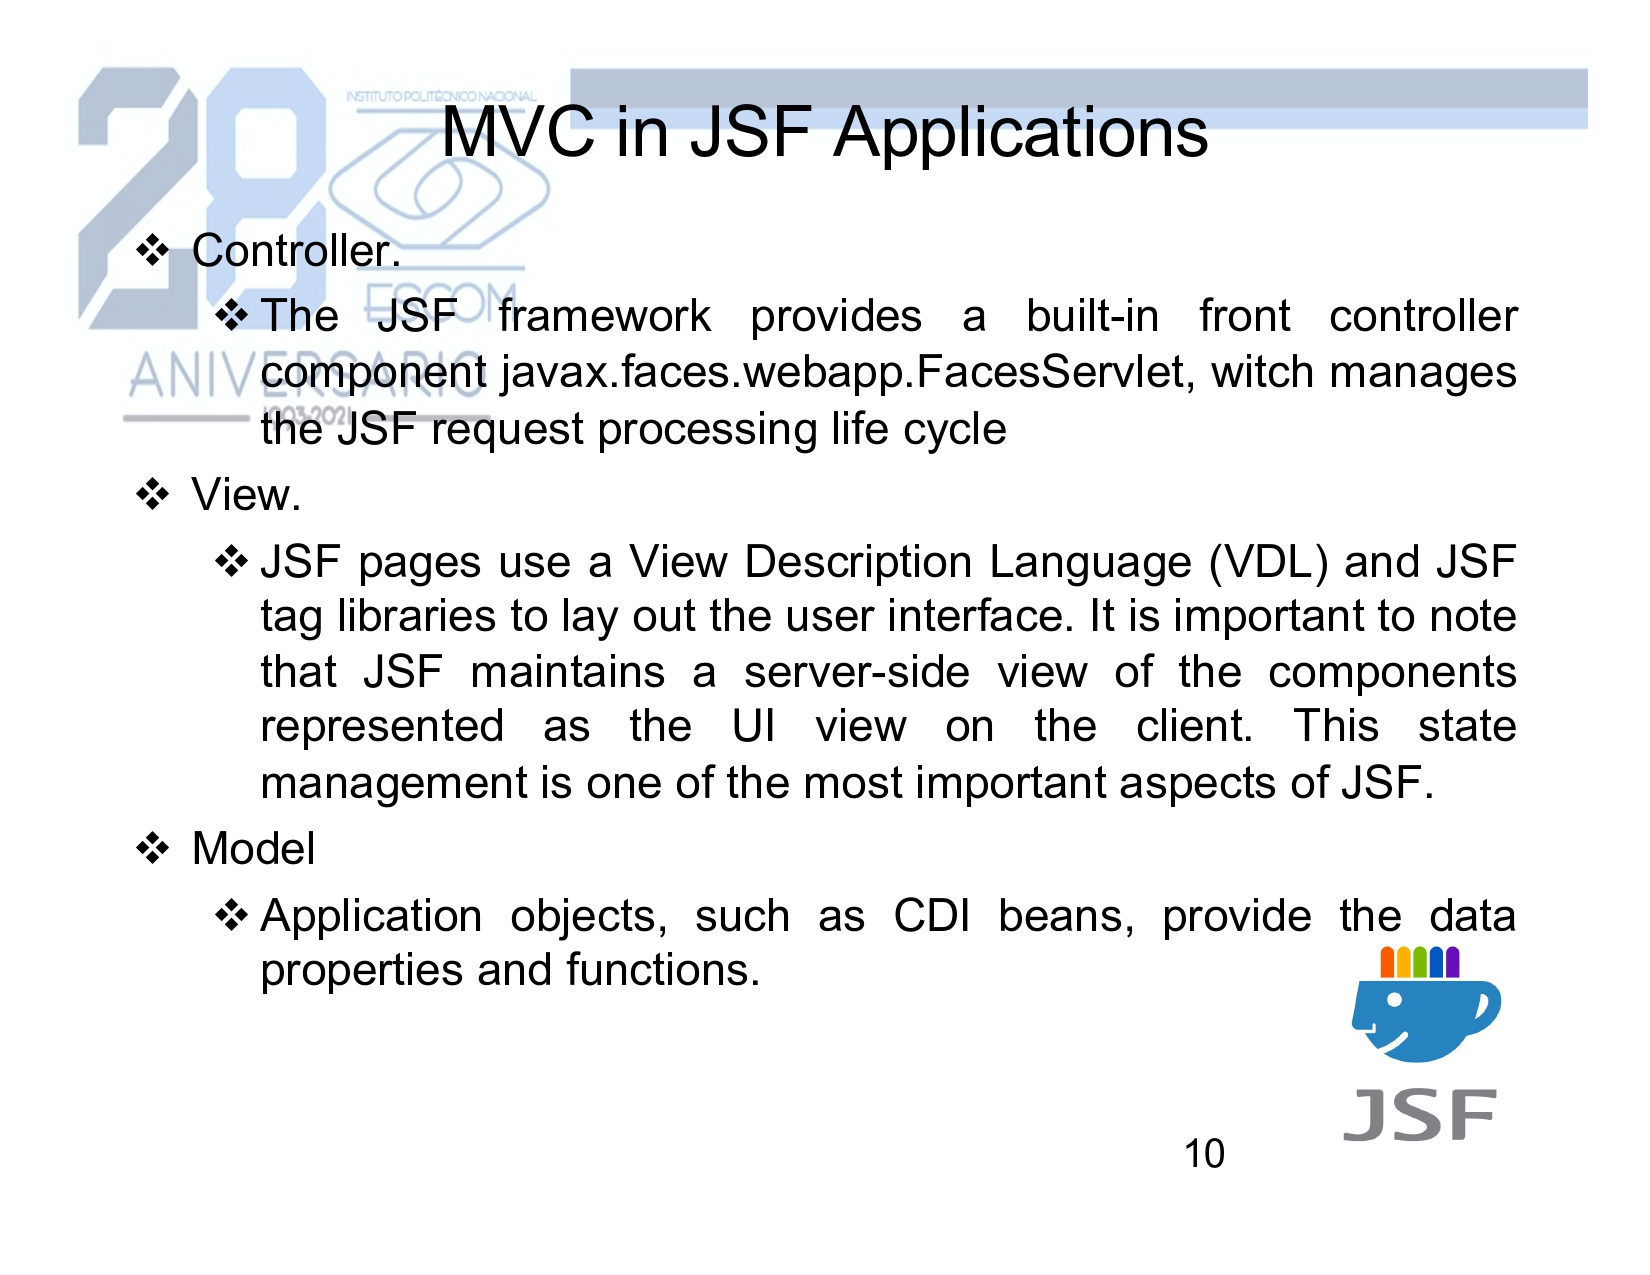 INSTITUTO POLITÉCNICO NACIONAL
MVC in JSF Applications
28
ESCOM
ANIVERSARIO
1993-2021
❖ Controller.
❖ The JSF framework provides a built-in front controller
component javax.faces.webapp.FacesServlet, witch manages
the JSF request processing life cycle
❖ View.
❖ JSF pages use a View Description Language (VDL) and JSF
tag libraries to lay out the user interface. It is important to note
that JSF maintains a server-side view of the components
represented as the UI view on the client. This state
management is one of the most important aspects of JSF.
❖ Model
❖ Application objects, such as CDI beans, provide the data
properties and functions.
JSF
10